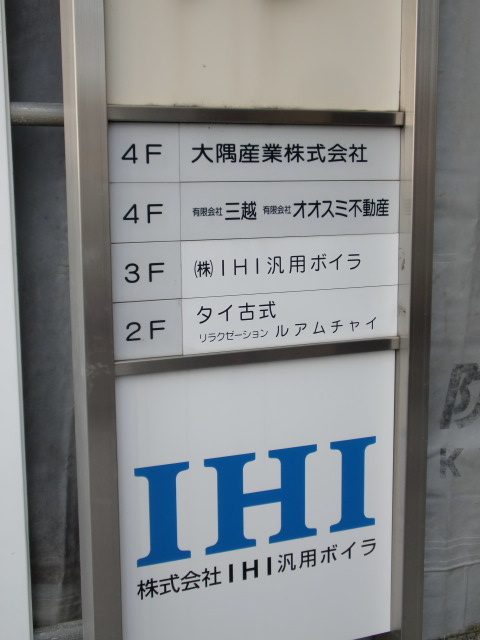 4F 大隅産業株式会社
4F 有限会社 三越 有限会社 オオスミ不動産
3F ㈱IHI汎用ボイラ
2F タイ古式
リラクゼーション ルアムチャイ
IHI
株式会社IHI汎用ボイラ
防
K